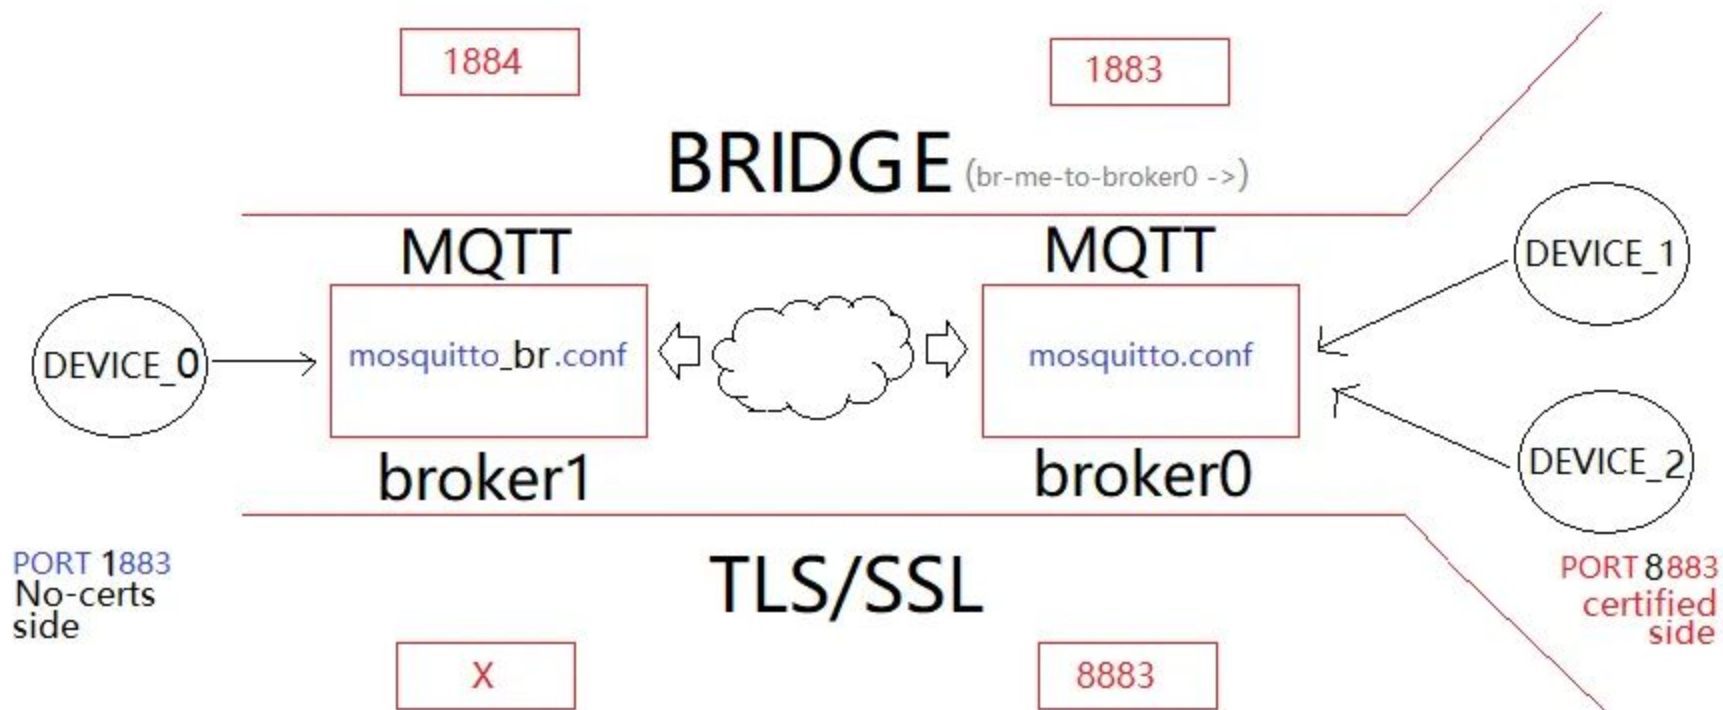 1884
1883
BRIDGE (br-me-to-broker0 ->)
MQTT
MQTT
DEVICE_1
DEVICE_0
mosquitto_br.conf
mosquitto.conf
DEVICE_2
broker1
broker0
PORT 1883
No-certs
side
TLS/SSL
PORT 8883
certified
side
X
8883